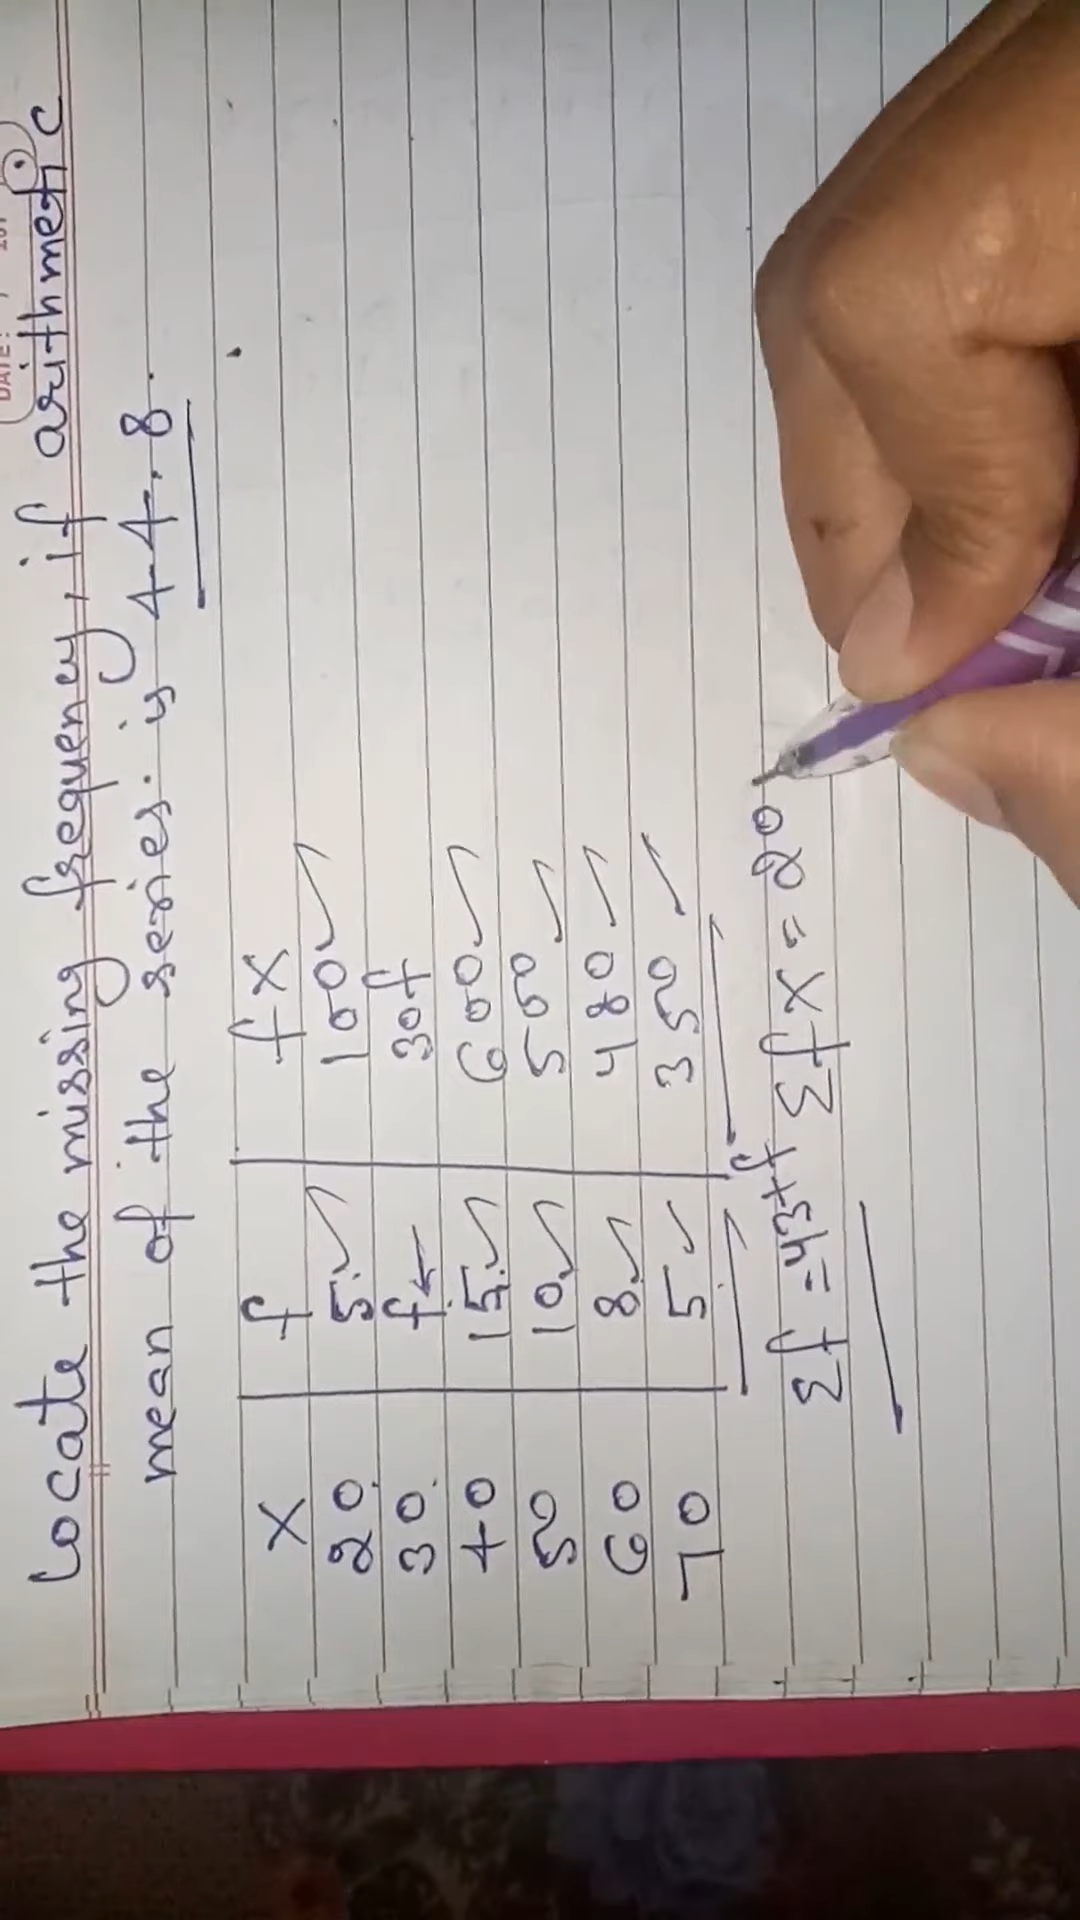 DATE:
Locate the missing frequency, if arithmetic
mean of the series. is 44.8.
X f fX
20. 5. 100
30. f 30f
40 15. 600
50 10 500
60 8 480
70 5 350
Σf = 43+f ΣfX = 20